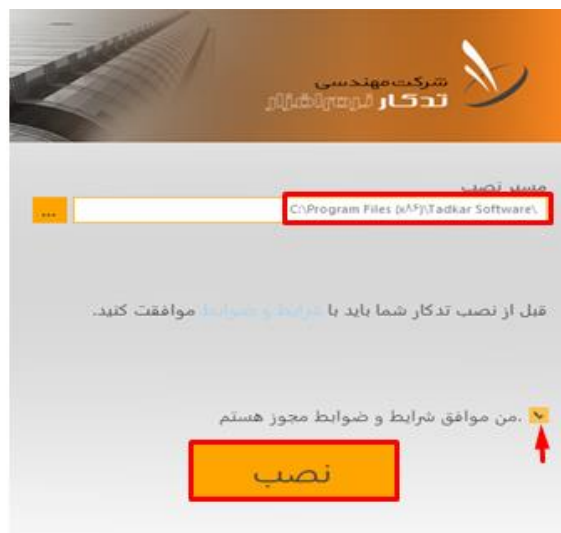 شرکت مهندسی
تدکار نرم‌افزار
مسیر نصب
C:\Program Files (x۸۶)\Tadkar Software\
...
قبل از نصب تدکار شما باید با شرایط و ضوابط موافقت کنید.
.من موافق شرایط و ضوابط مجوز هستم
نصب